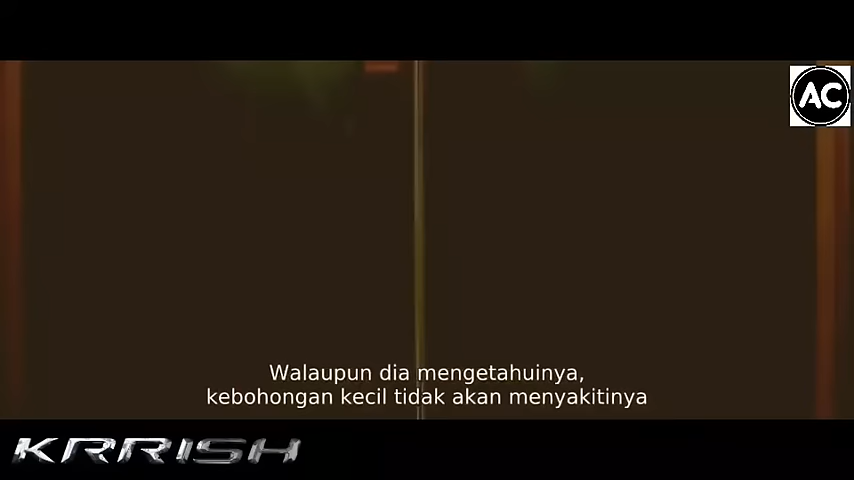 AC
Walaupun dia mengetahuinya,
kebohongan kecil tidak akan menyakitinya
KRRISH